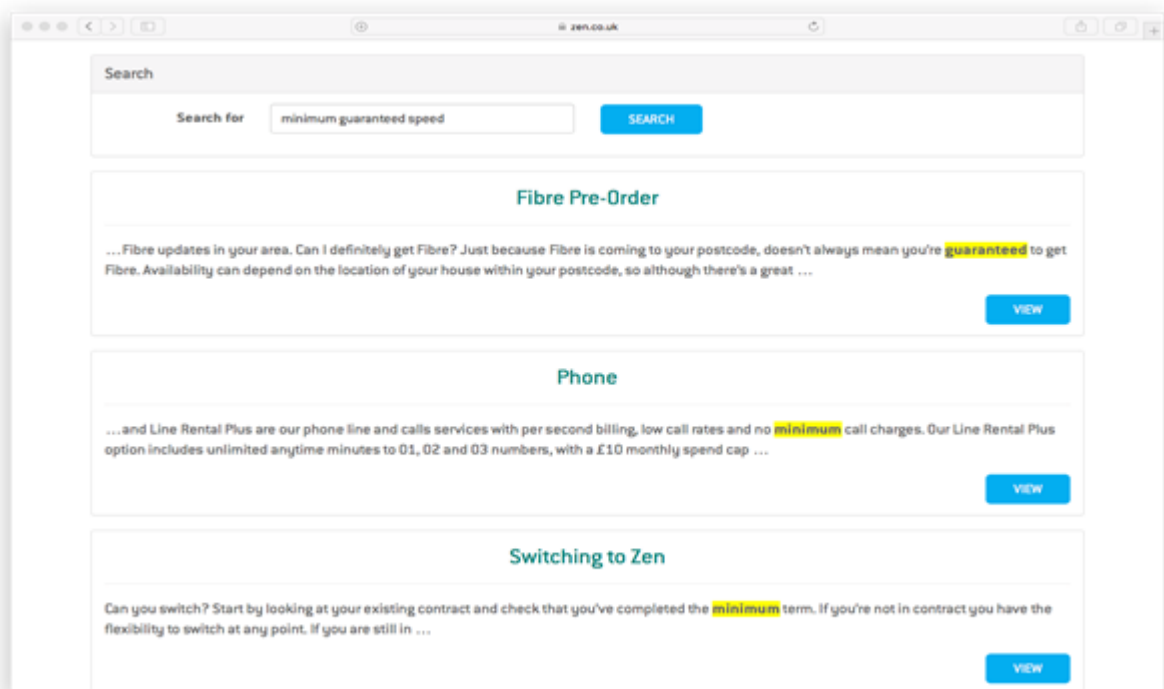 zen.co.uk
Search
Search for
minimum guaranteed speed
SEARCH
Fibre Pre-Order
...Fibre updates in your area. Can I definitely get Fibre? Just because Fibre is coming to your postcode, doesn't always mean you're guaranteed to get
Fibre. Availability can depend on the location of your house within your postcode, so although there's a great ...
VIEW
Phone
...and Line Rental Plus are our phone line and calls services with per second billing, low call rates and no minimum call charges. Our Line Rental Plus
option includes unlimited anytime minutes to 01, 02 and 03 numbers, with a £10 monthly spend cap ...
VIEW
Switching to Zen
Can you switch? Start by looking at your existing contract and check that you've completed the minimum term. If you're not in contract you have the
flexibility to switch at any point. If you are still in ...
VIEW